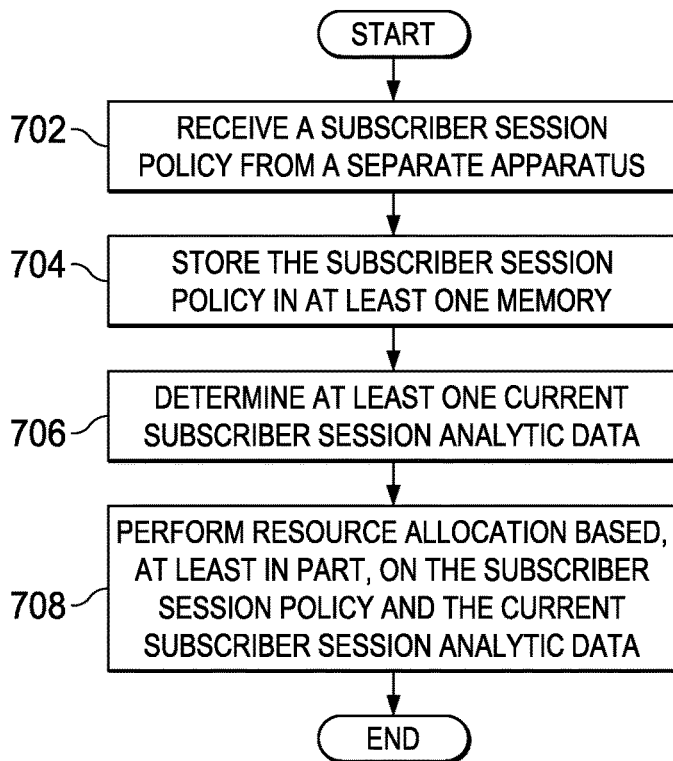 START
702
RECEIVE A SUBSCRIBER SESSION
POLICY FROM A SEPARATE APPARATUS
704
STORE THE SUBSCRIBER SESSION
POLICY IN AT LEAST ONE MEMORY
706
DETERMINE AT LEAST ONE CURRENT
SUBSCRIBER SESSION ANALYTIC DATA
708
PERFORM RESOURCE ALLOCATION BASED,
AT LEAST IN PART, ON THE SUBSCRIBER
SESSION POLICY AND THE CURRENT
SUBSCRIBER SESSION ANALYTIC DATA
END